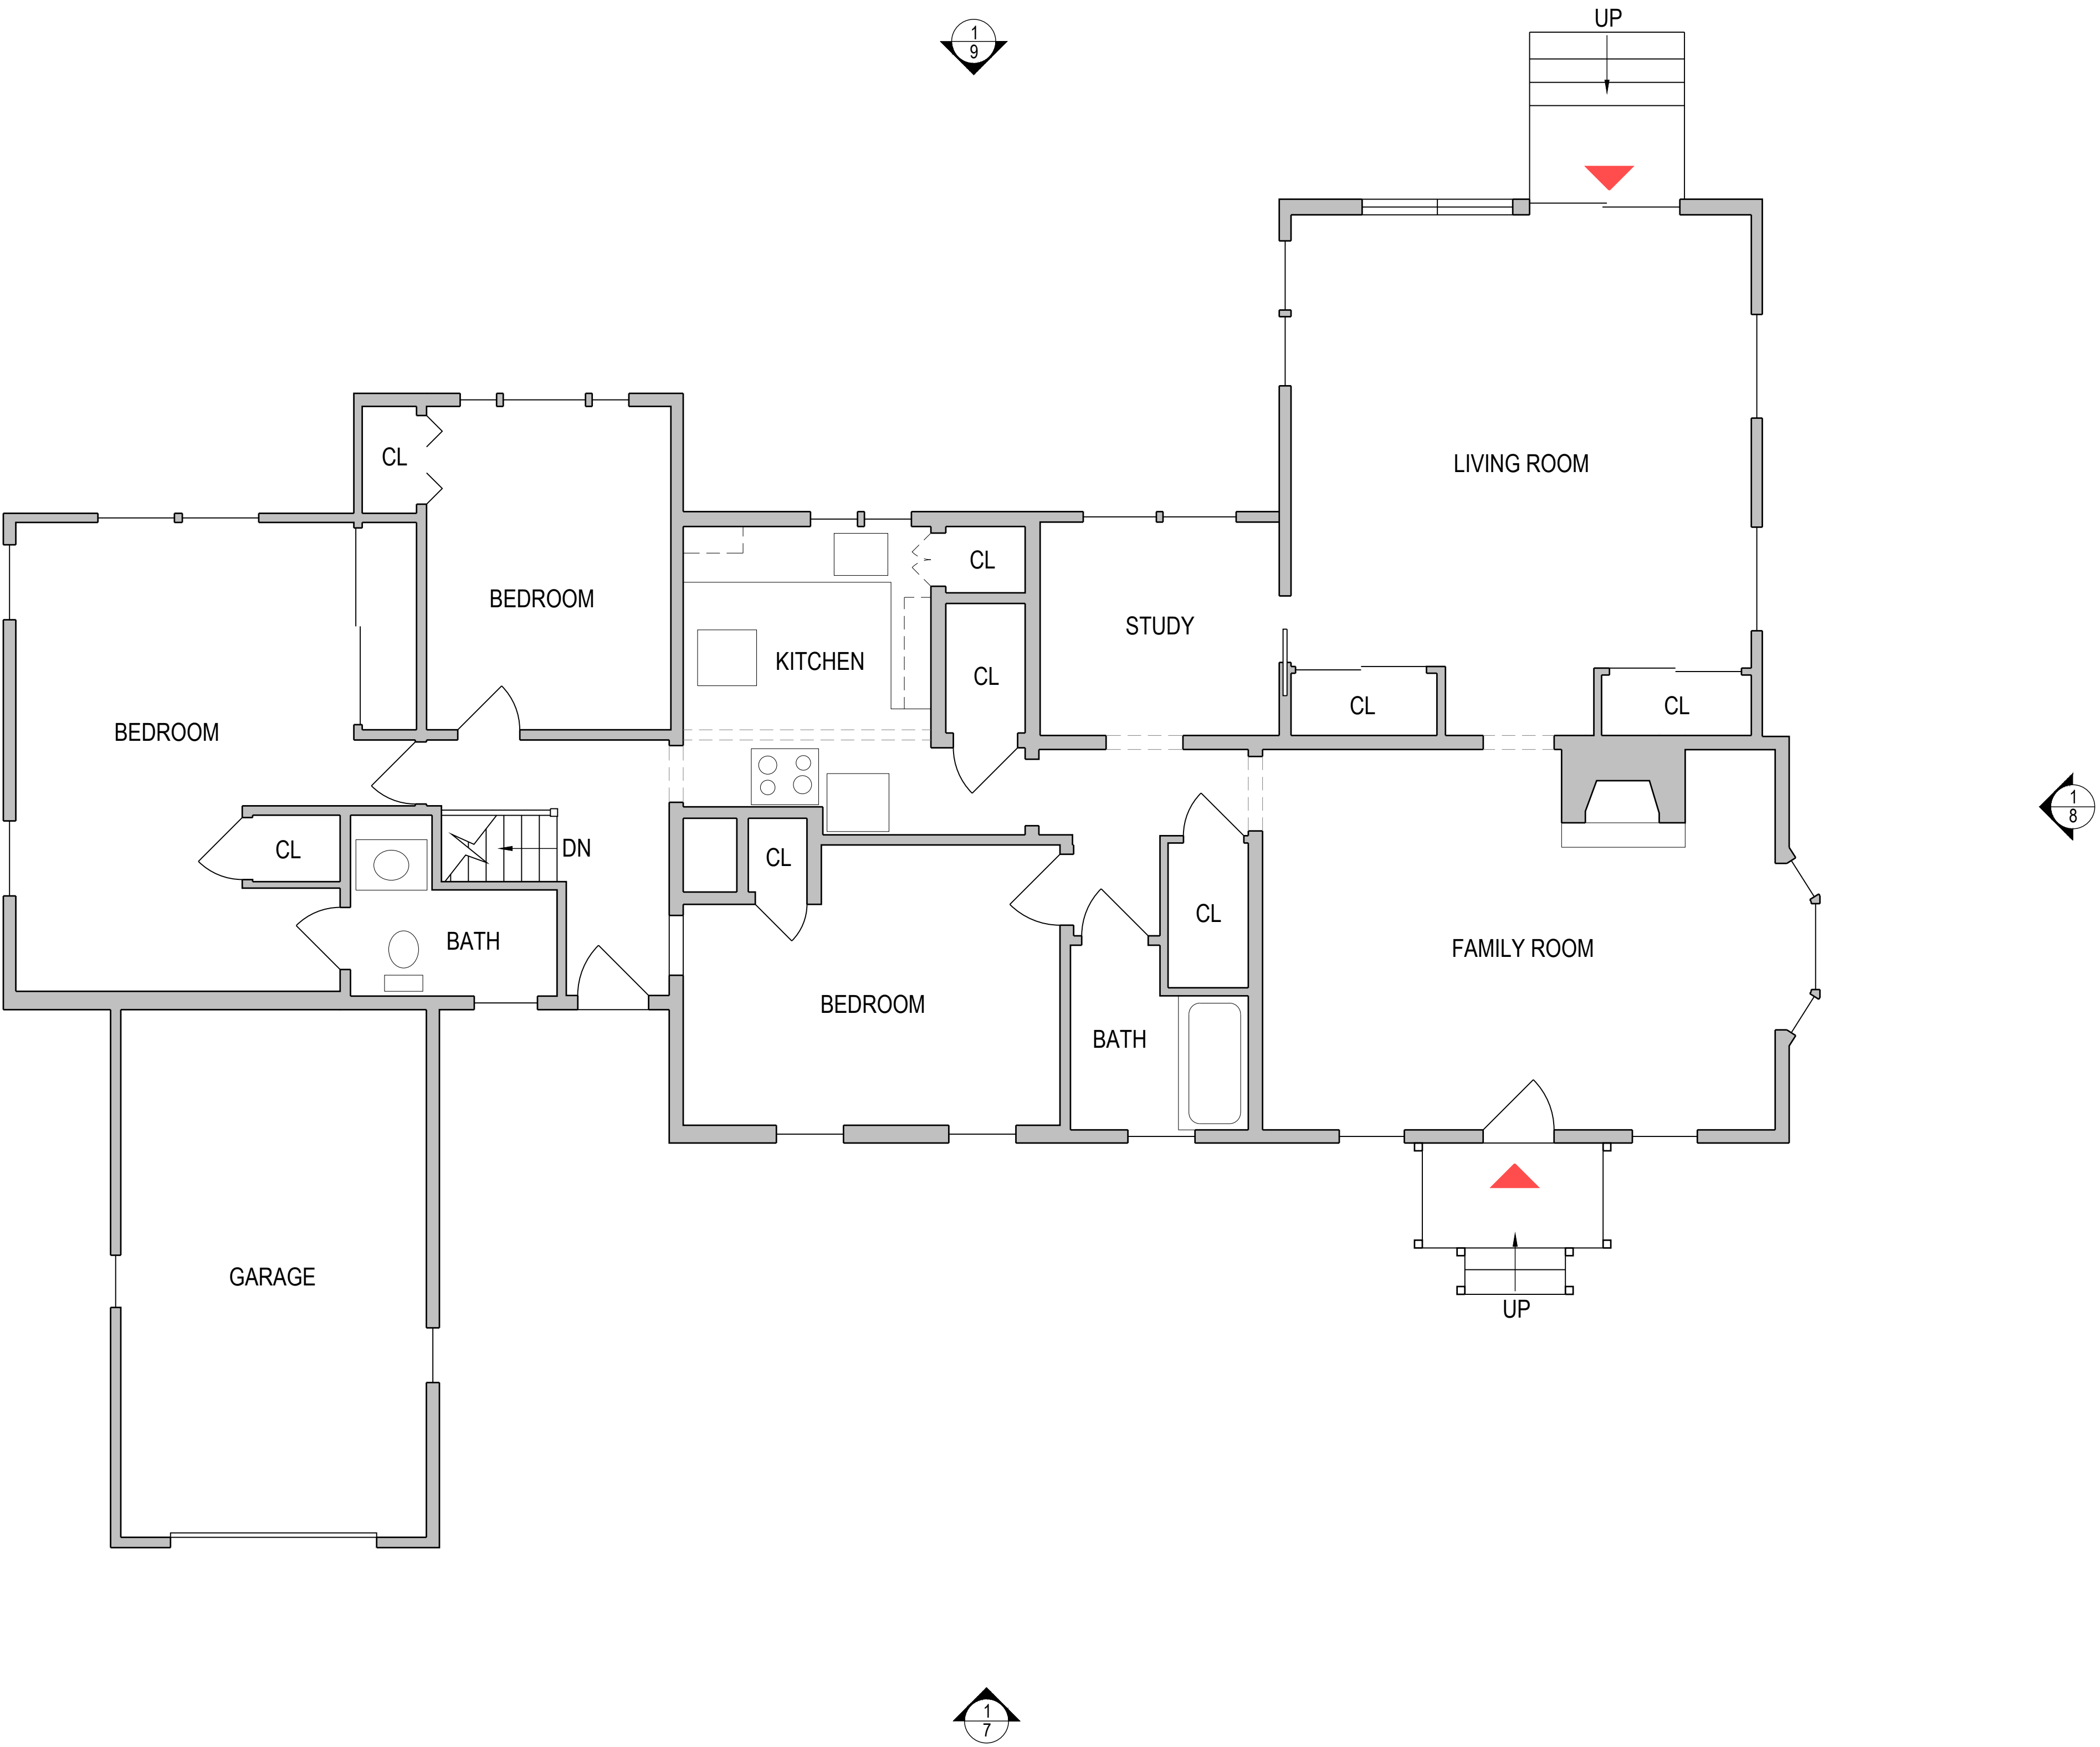 UP
1
9
CL
LIVING ROOM
CL
BEDROOM
STUDY
KITCHEN
CL
CL
CL
BEDROOM
1
8
CL
DN
CL
CL
BATH
FAMILY ROOM
BEDROOM
BATH
GARAGE
UP
1
7